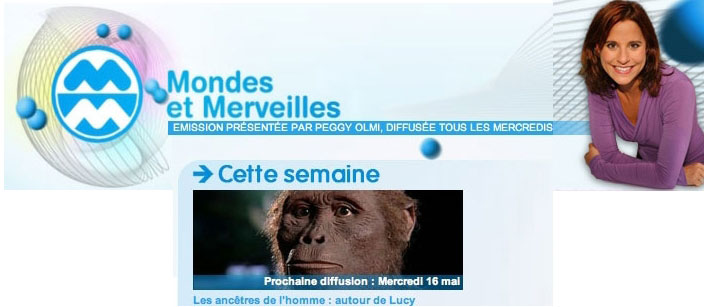 Mondes
et Merveilles
EMISSION PRÉSENTÉE PAR PEGGY OLMI, DIFFUSÉE TOUS LES MERCREDIS
Cette semaine
Prochaine diffusion : Mercredi 16 mai
Les ancêtres de l'homme : autour de Lucy